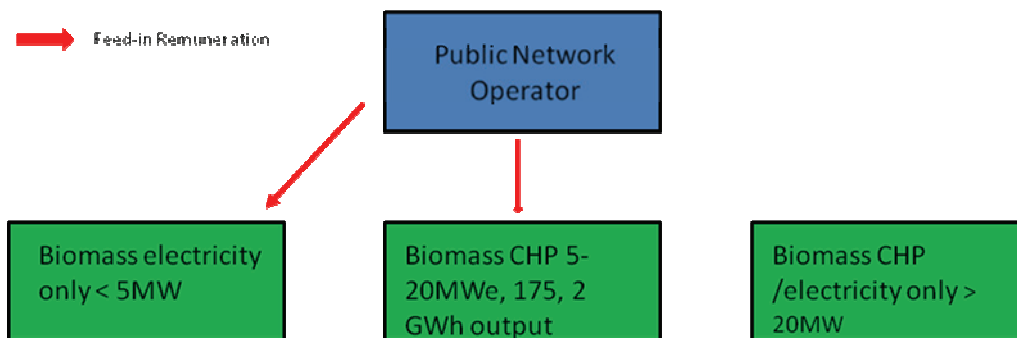 Feed-in Remuneration
Public Network
Operator
Biomass electricity
only < 5MW
Biomass CHP 5-
20MWe, 175, 2
GWh output
Biomass CHP
/electricity only >
20MW